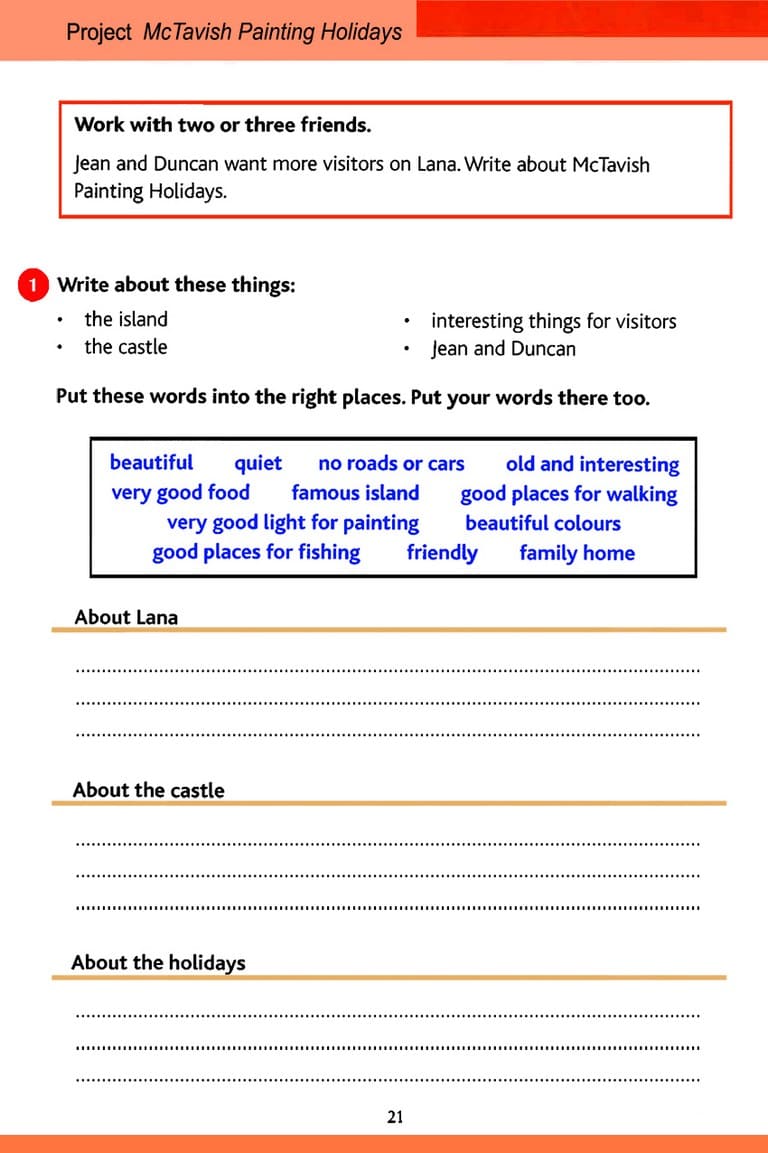 Project McTavish Painting Holidays
Work with two or three friends.
Jean and Duncan want more visitors on Lana. Write about McTavish
Painting Holidays.
1 Write about these things:
• the island
• the castle
• interesting things for visitors
• Jean and Duncan
Put these words into the right places. Put your words there too.
beautiful quiet no roads or cars old and interesting
very good food famous island good places for walking
very good light for painting beautiful colours
good places for fishing friendly family home
About Lana
About the castle
About the holidays
21